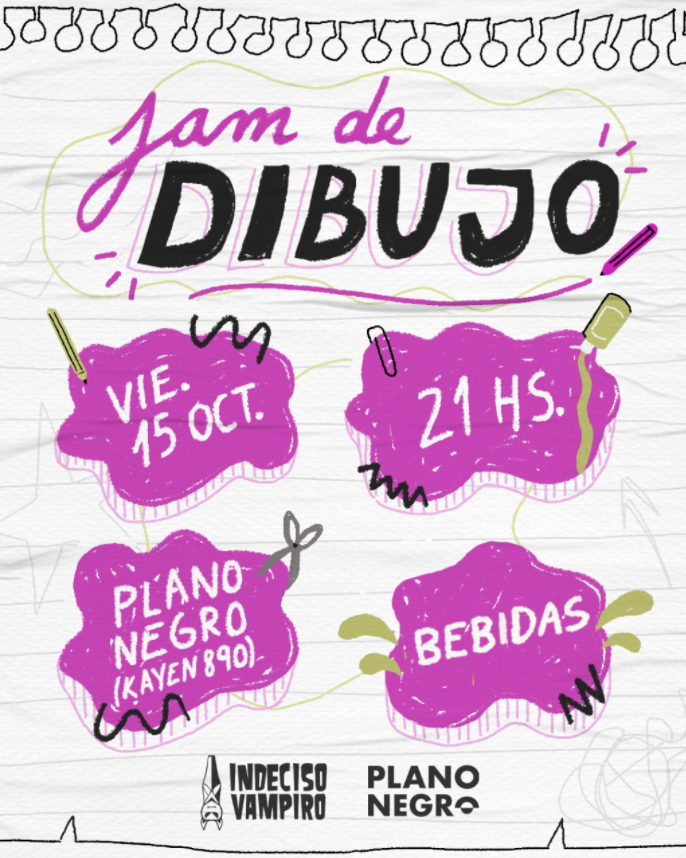 Jam de
DIBUJO
VIE.
15 OCT.
21 HS.
PLANO
NEGRO
(KAYEN 890)
BEBIDAS
INDECISO
VAMPIRO
PLANO
NEGRO